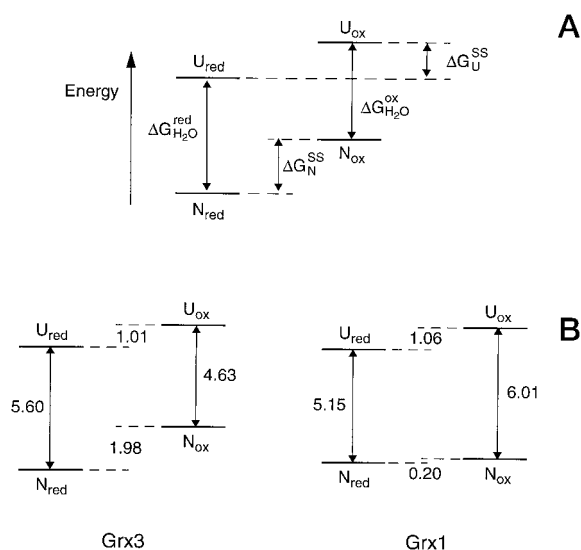 A
U_ox
U_red
ΔG_U^SS
Energy
ΔG_H₂O^red
ΔG_H₂O^ox
ΔG_N^SS
N_ox
N_red
B
U_ox
U_red
1.01
5.60
4.63
1.98
N_ox
N_red
Grx3
U_ox
U_red
1.06
5.15
6.01
0.20
N_ox
N_red
Grx1